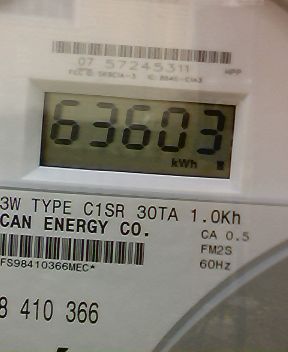 07 57245311 HPP
63603
kWh
3W TYPE C1SR 30TA 1.0Kh
CAN ENERGY CO.
CA 0.5
FM2S
60Hz
FS98410366MEC*
8 410 366